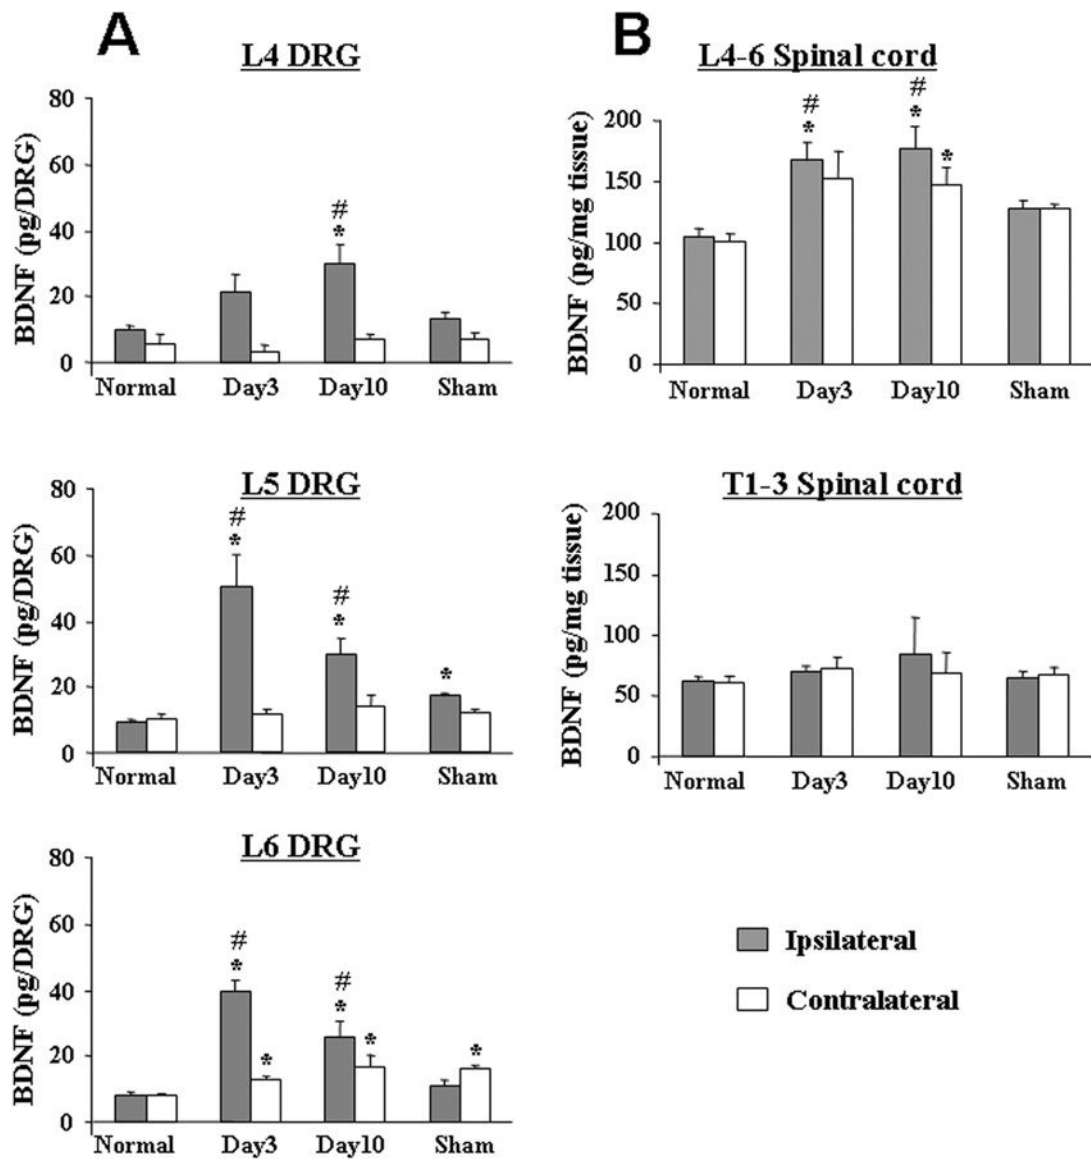 A
L4 DRG
BDNF (pg/DRG)
80
60
40
20
0
#
*
Normal Day3 Day10 Sham
L5 DRG
BDNF (pg/DRG)
80
60
40
20
0
#
*
#
*
*
Normal Day3 Day10 Sham
L6 DRG
BDNF (pg/DRG)
80
60
40
20
0
#
*
*
#
*
*
*
Normal Day3 Day10 Sham
B
L4-6 Spinal cord
BDNF (pg/mg tissue)
200
150
100
50
0
#
*
#
*
*
Normal Day3 Day10 Sham
T1-3 Spinal cord
BDNF (pg/mg tissue)
200
150
100
50
0
Normal Day3 Day10 Sham
Ipsilateral
Contralateral